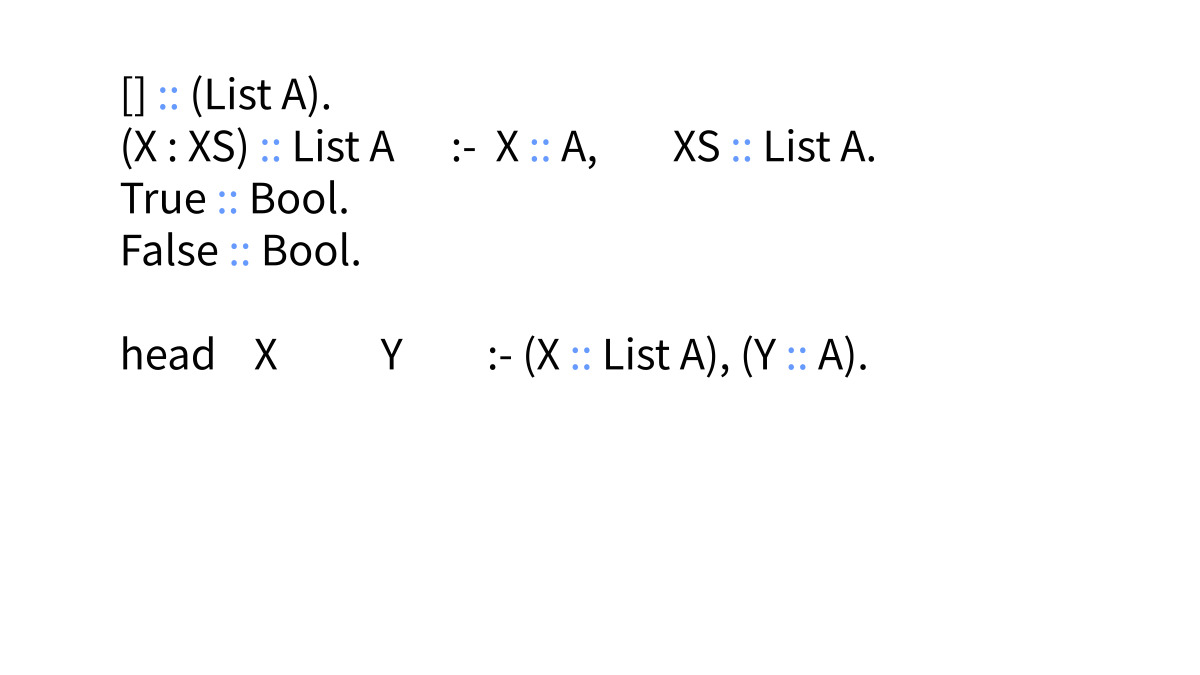 [] :: (List A).
(X : XS) :: List A :- X :: A, XS :: List A.
True :: Bool.
False :: Bool.
head X Y :- (X :: List A), (Y :: A).